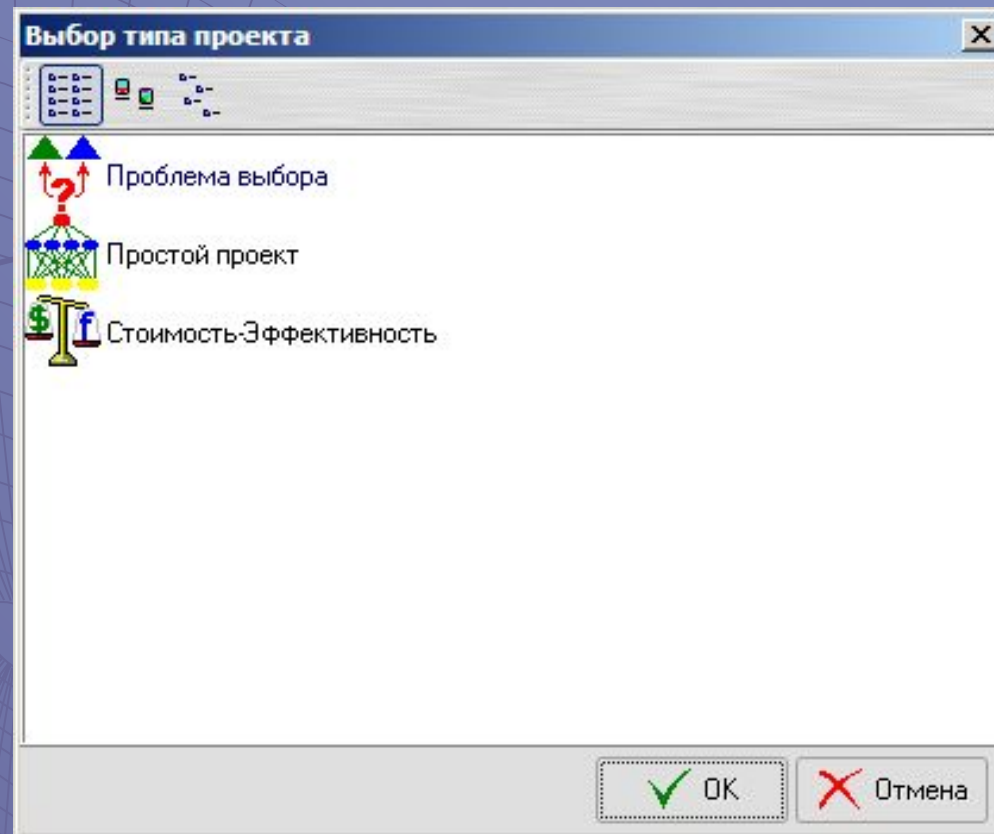 Выбор типа проекта
Проблема выбора
Простой проект
Стоимость-Эффективность
OK
Отмена